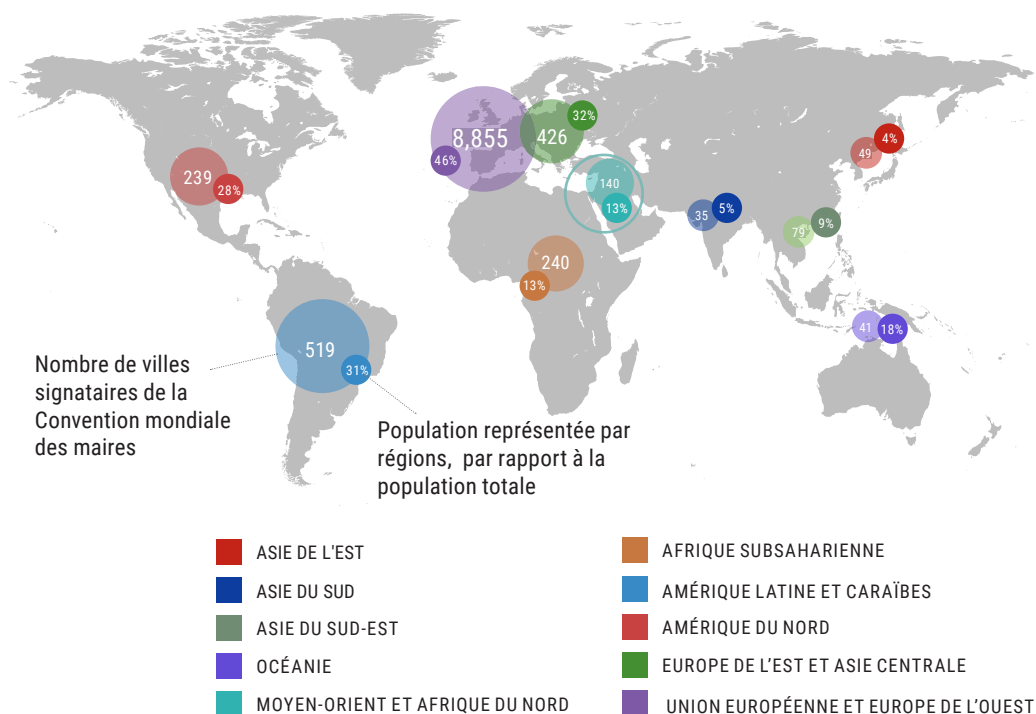 8,855
426
32%
46%
4%
49
239
28%
140
13%
35
5%
9%
79
240
13%
41
18%
519
31%
Nombre de villes
signataires de la
Convention mondiale
des maires
Population représentée par
régions, par rapport à la
population totale
ASIE DE L'EST
ASIE DU SUD
ASIE DU SUD-EST
OCÉANIE
MOYEN-ORIENT ET AFRIQUE DU NORD
AFRIQUE SUBSAHARIENNE
AMÉRIQUE LATINE ET CARAÏBES
AMÉRIQUE DU NORD
EUROPE DE L’EST ET ASIE CENTRALE
UNION EUROPÉENNE ET EUROPE DE L’OUEST